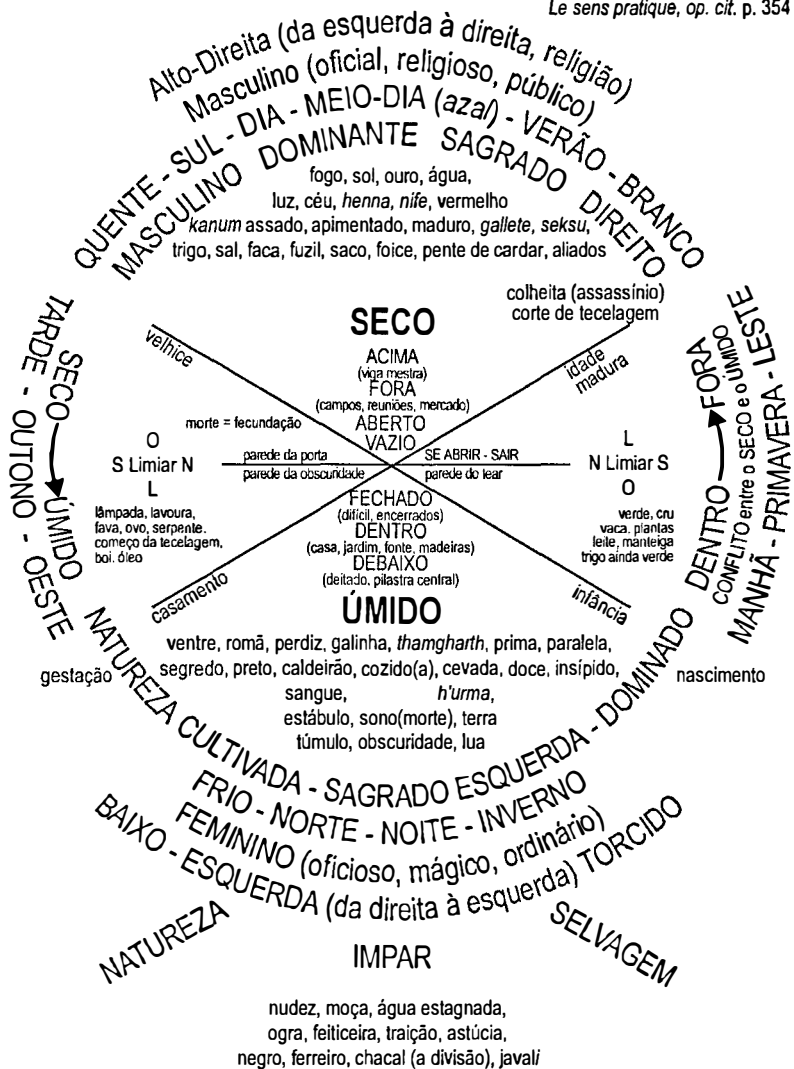 Le sens pratique, op. cit. p. 354
Alto-Direita (da esquerda à direita, religião)
Masculino (oficial, religioso, público)
QUENTE - SUL - DIA - MEIO-DIA (azal) - VERÃO - BRANCO
MASCULINO DOMINANTE SAGRADO DIREITO
fogo, sol, ouro, água,
luz, céu, henna, nife, vermelho
kanum assado, apimentado, maduro, gallete, seksu,
trigo, sal, faca, fuzil, saco, foice, pente de cardar, aliados
colheita (assassínio)
corte de tecelagem
SECO
ACIMA
(viga mestra)
FORA
(campos, reuniões, mercado)
ABERTO
VAZIO
velhice
idade
madura
morte = fecundação
parede da porta
SE ABRIR - SAIR
parede da obscuridade
parede do tear
TARDE - OUTONO - OESTE
SECO
ÚMIDO
O
S Limiar N
L
lâmpada, lavoura,
fava, ovo, serpente.
começo da tecelagem,
boi. óleo
L
N Limiar S
O
verde, cru
vaca. plantas
leite, manteiga
trigo ainda verde
DENTRO
FORA
CONFLITO entre o SECO e o ÚMIDO
MANHÃ - PRIMAVERA - LESTE
FECHADO
(difícil, encerrados)
DENTRO
(casa, jardim, fonte, madeiras)
DEBAIXO
(deitado, pilastra central)
ÚMIDO
casamento
infância
gestação
nascimento
ventre, romã, perdiz, galinha, thamgharth, prima, paralela,
segredo, preto, caldeirão, cozido(a), cevada, doce, insípido,
sangue, h'urma,
estábulo, sono(morte), terra
túmulo, obscuridade, lua
NATUREZA CULTIVADA - SAGRADO ESQUERDA - DOMINADO
FRIO - NORTE - NOITE - INVERNO
FEMININO (oficioso, mágico, ordinário)
BAIXO - ESQUERDA (da direita à esquerda) TORCIDO
NATUREZA
SELVAGEM
IMPAR
nudez, moça, água estagnada,
ogra, feiticeira, traição, astúcia,
negro, ferreiro, chacal (a divisão), javali